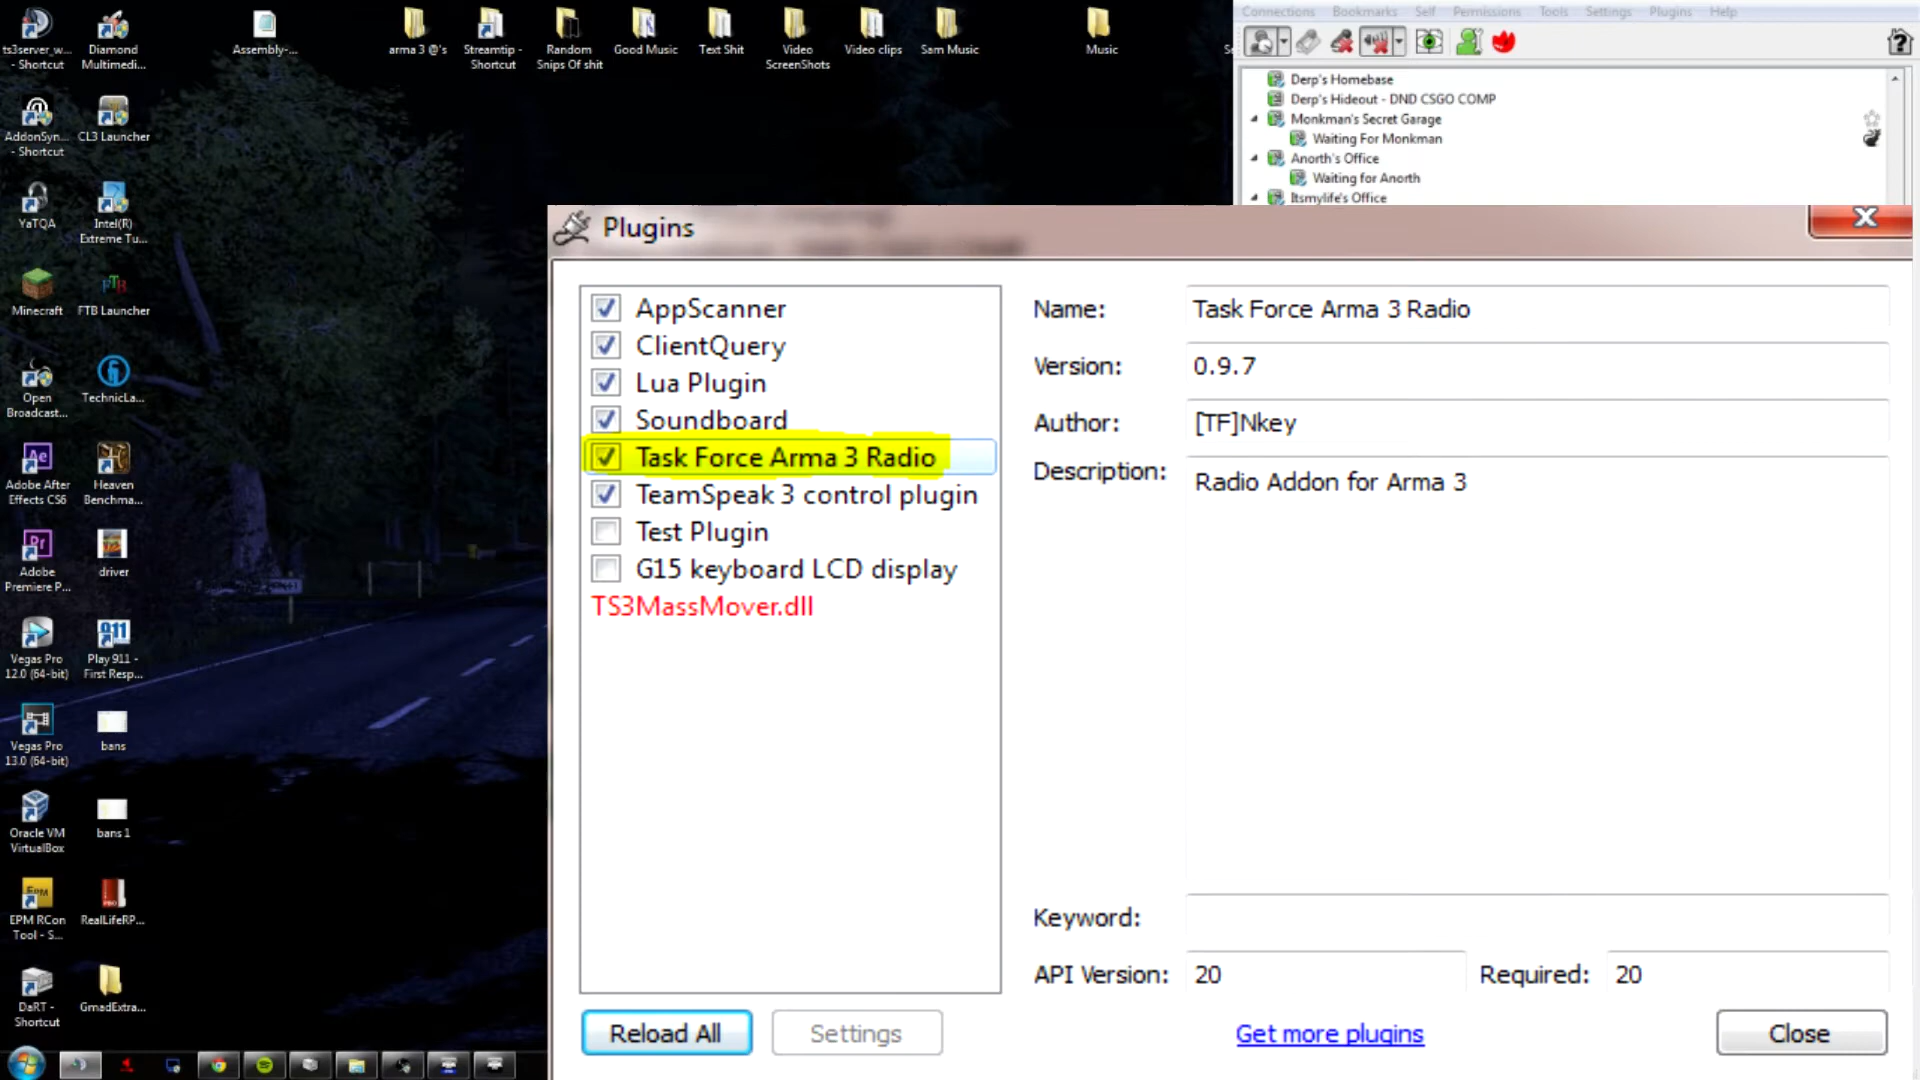 ts3server_w...
- Shortcut
Diamond
Multimedi...
Assembly-...
arma 3 @'s
Streamtip -
Shortcut
Random
Snips Of shit
Good Music
Text Shit
Video
ScreenShots
Video clips
Sam Music
Music
Connections Bookmarks Self Permissions Tools Settings Plugins Help
Derp's Homebase
Derp's Hideout - DND CSGO COMP
Monkman's Secret Garage
Waiting For Monkman
Anorth's Office
Waiting for Anorth
Itsmylife's Office
AddonSyn...
- Shortcut
CL3 Launcher
YaTQA
Intel(R)
Extreme Tu...
Minecraft
FTB
FTB Launcher
Open
Broadcast...
TechnicLa...
Ae
Adobe After
Effects CS6
Heaven
Benchma...
Pr
Adobe
Premiere P...
driver
Vegas Pro
12.0 (64-bit)
911
Play 911 -
First Resp...
Vegas Pro
13.0 (64-bit)
bans
Oracle VM
VirtualBox
bans 1
EPM
EPM RCon
Tool - S...
RealLifeRP...
DaRT -
Shortcut
GmadExtra...
Plugins
AppScanner
ClientQuery
Lua Plugin
Soundboard
Task Force Arma 3 Radio
TeamSpeak 3 control plugin
Test Plugin
G15 keyboard LCD display
TS3MassMover.dll
Name: Task Force Arma 3 Radio
Version: 0.9.7
Author: [TF]Nkey
Description: Radio Addon for Arma 3
Keyword:
API Version: 20 Required: 20
Reload All Settings Get more plugins Close